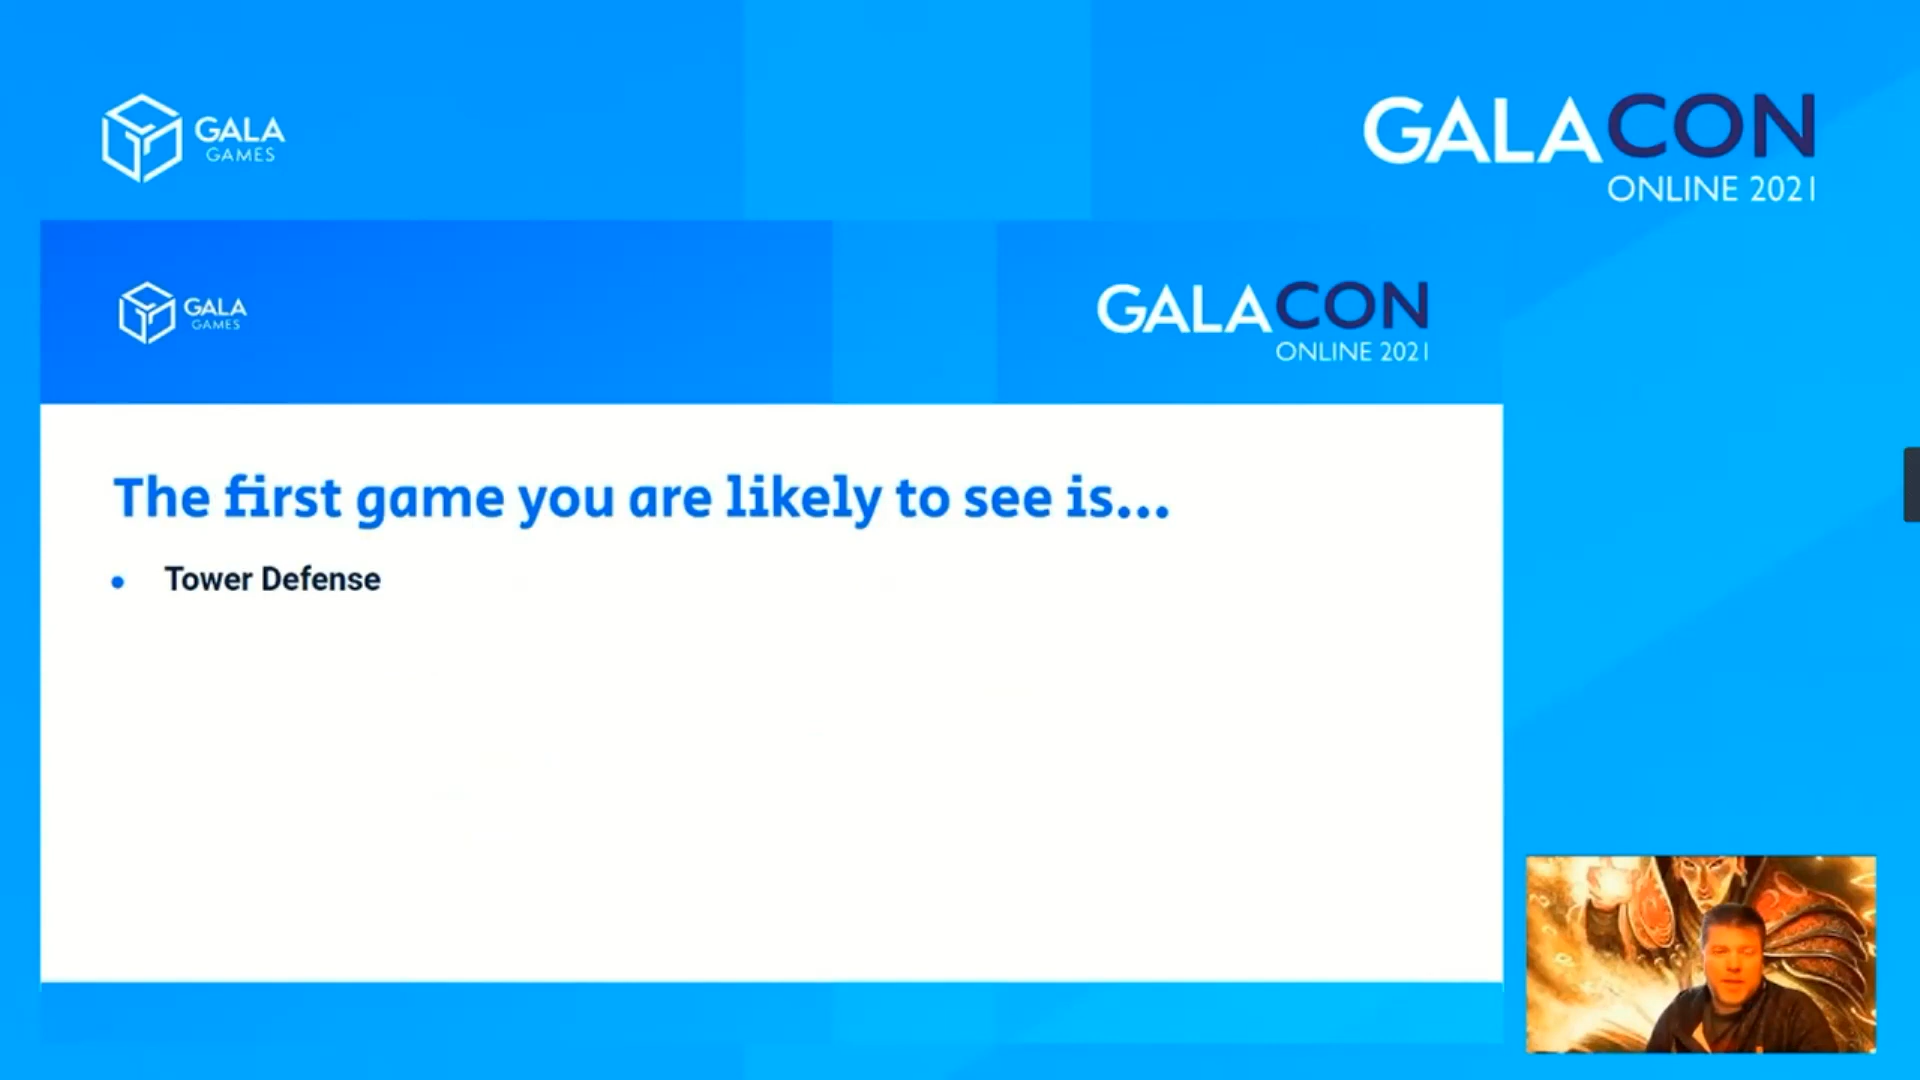 GALA
GAMES
GALACON
ONLINE 2021
GALA
GAMES
GALACON
ONLINE 2021
The first game you are likely to see is...
• Tower Defense